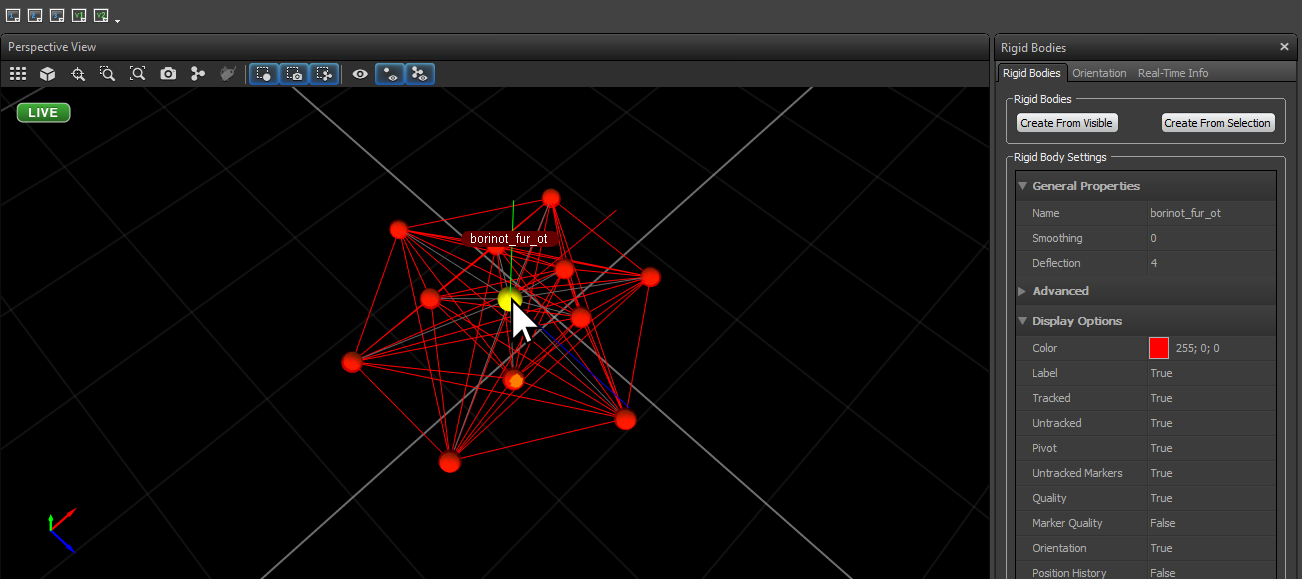 V1 V2
Perspective View
LIVE
borinot_fur_ot
Rigid Bodies
Rigid Bodies Orientation Real-Time Info
Rigid Bodies
Create From Visible Create From Selection
Rigid Body Settings
General Properties
Name borinot_fur_ot
Smoothing 0
Deflection 4
Advanced
Display Options
Color 255; 0; 0
Label True
Tracked True
Untracked True
Pivot True
Untracked Markers True
Quality True
Marker Quality False
Orientation True
Position History False